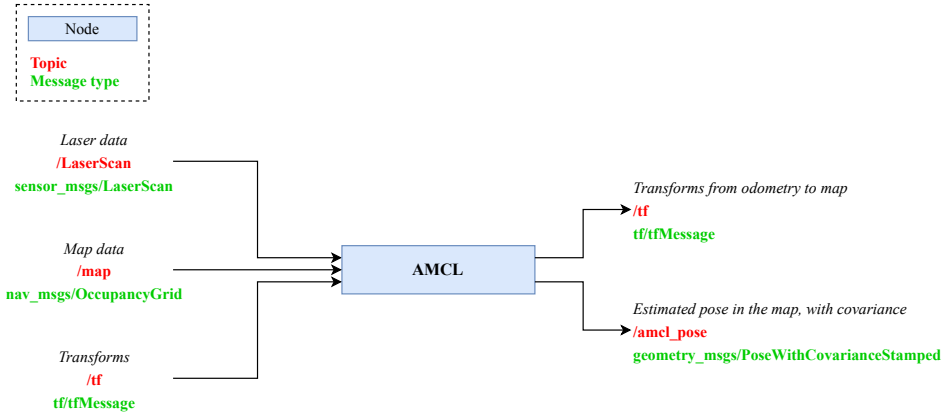 Node
Topic
Message type
Laser data
/LaserScan
sensor_msgs/LaserScan
Map data
/map
nav_msgs/OccupancyGrid
Transforms
/tf
tf/tfMessage
AMCL
Transforms from odometry to map
/tf
tf/tfMessage
Estimated pose in the map, with covariance
/amcl_pose
geometry_msgs/PoseWithCovarianceStamped